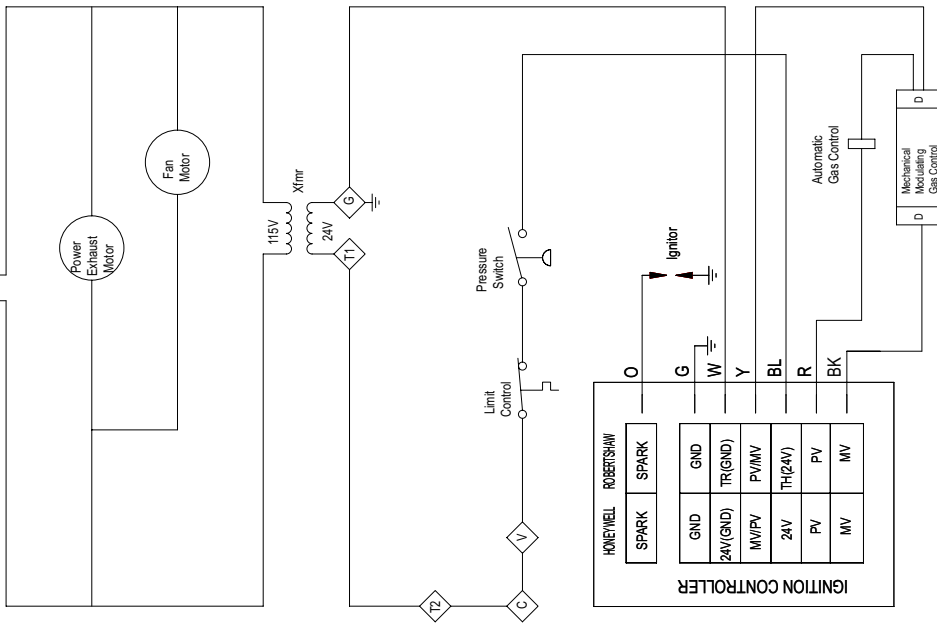 Power
Exhaust
Motor
Fan
Motor
115V
Xfmr
24V
T1
G
T2
C
V
Limit
Control
Pressure
Switch
Ignitor
Automatic
Gas Control
D
Mechanical
Modulating
Gas Control
D
O
G
W
Y
BL
R
BK
HONEYWELL
ROBERTSHAW
SPARK
SPARK
GND
GND
24V(GND)
TR(GND)
MV/PV
PV/MV
24V
TH(24V)
PV
PV
MV
MV
IGNITION CONTROLLER